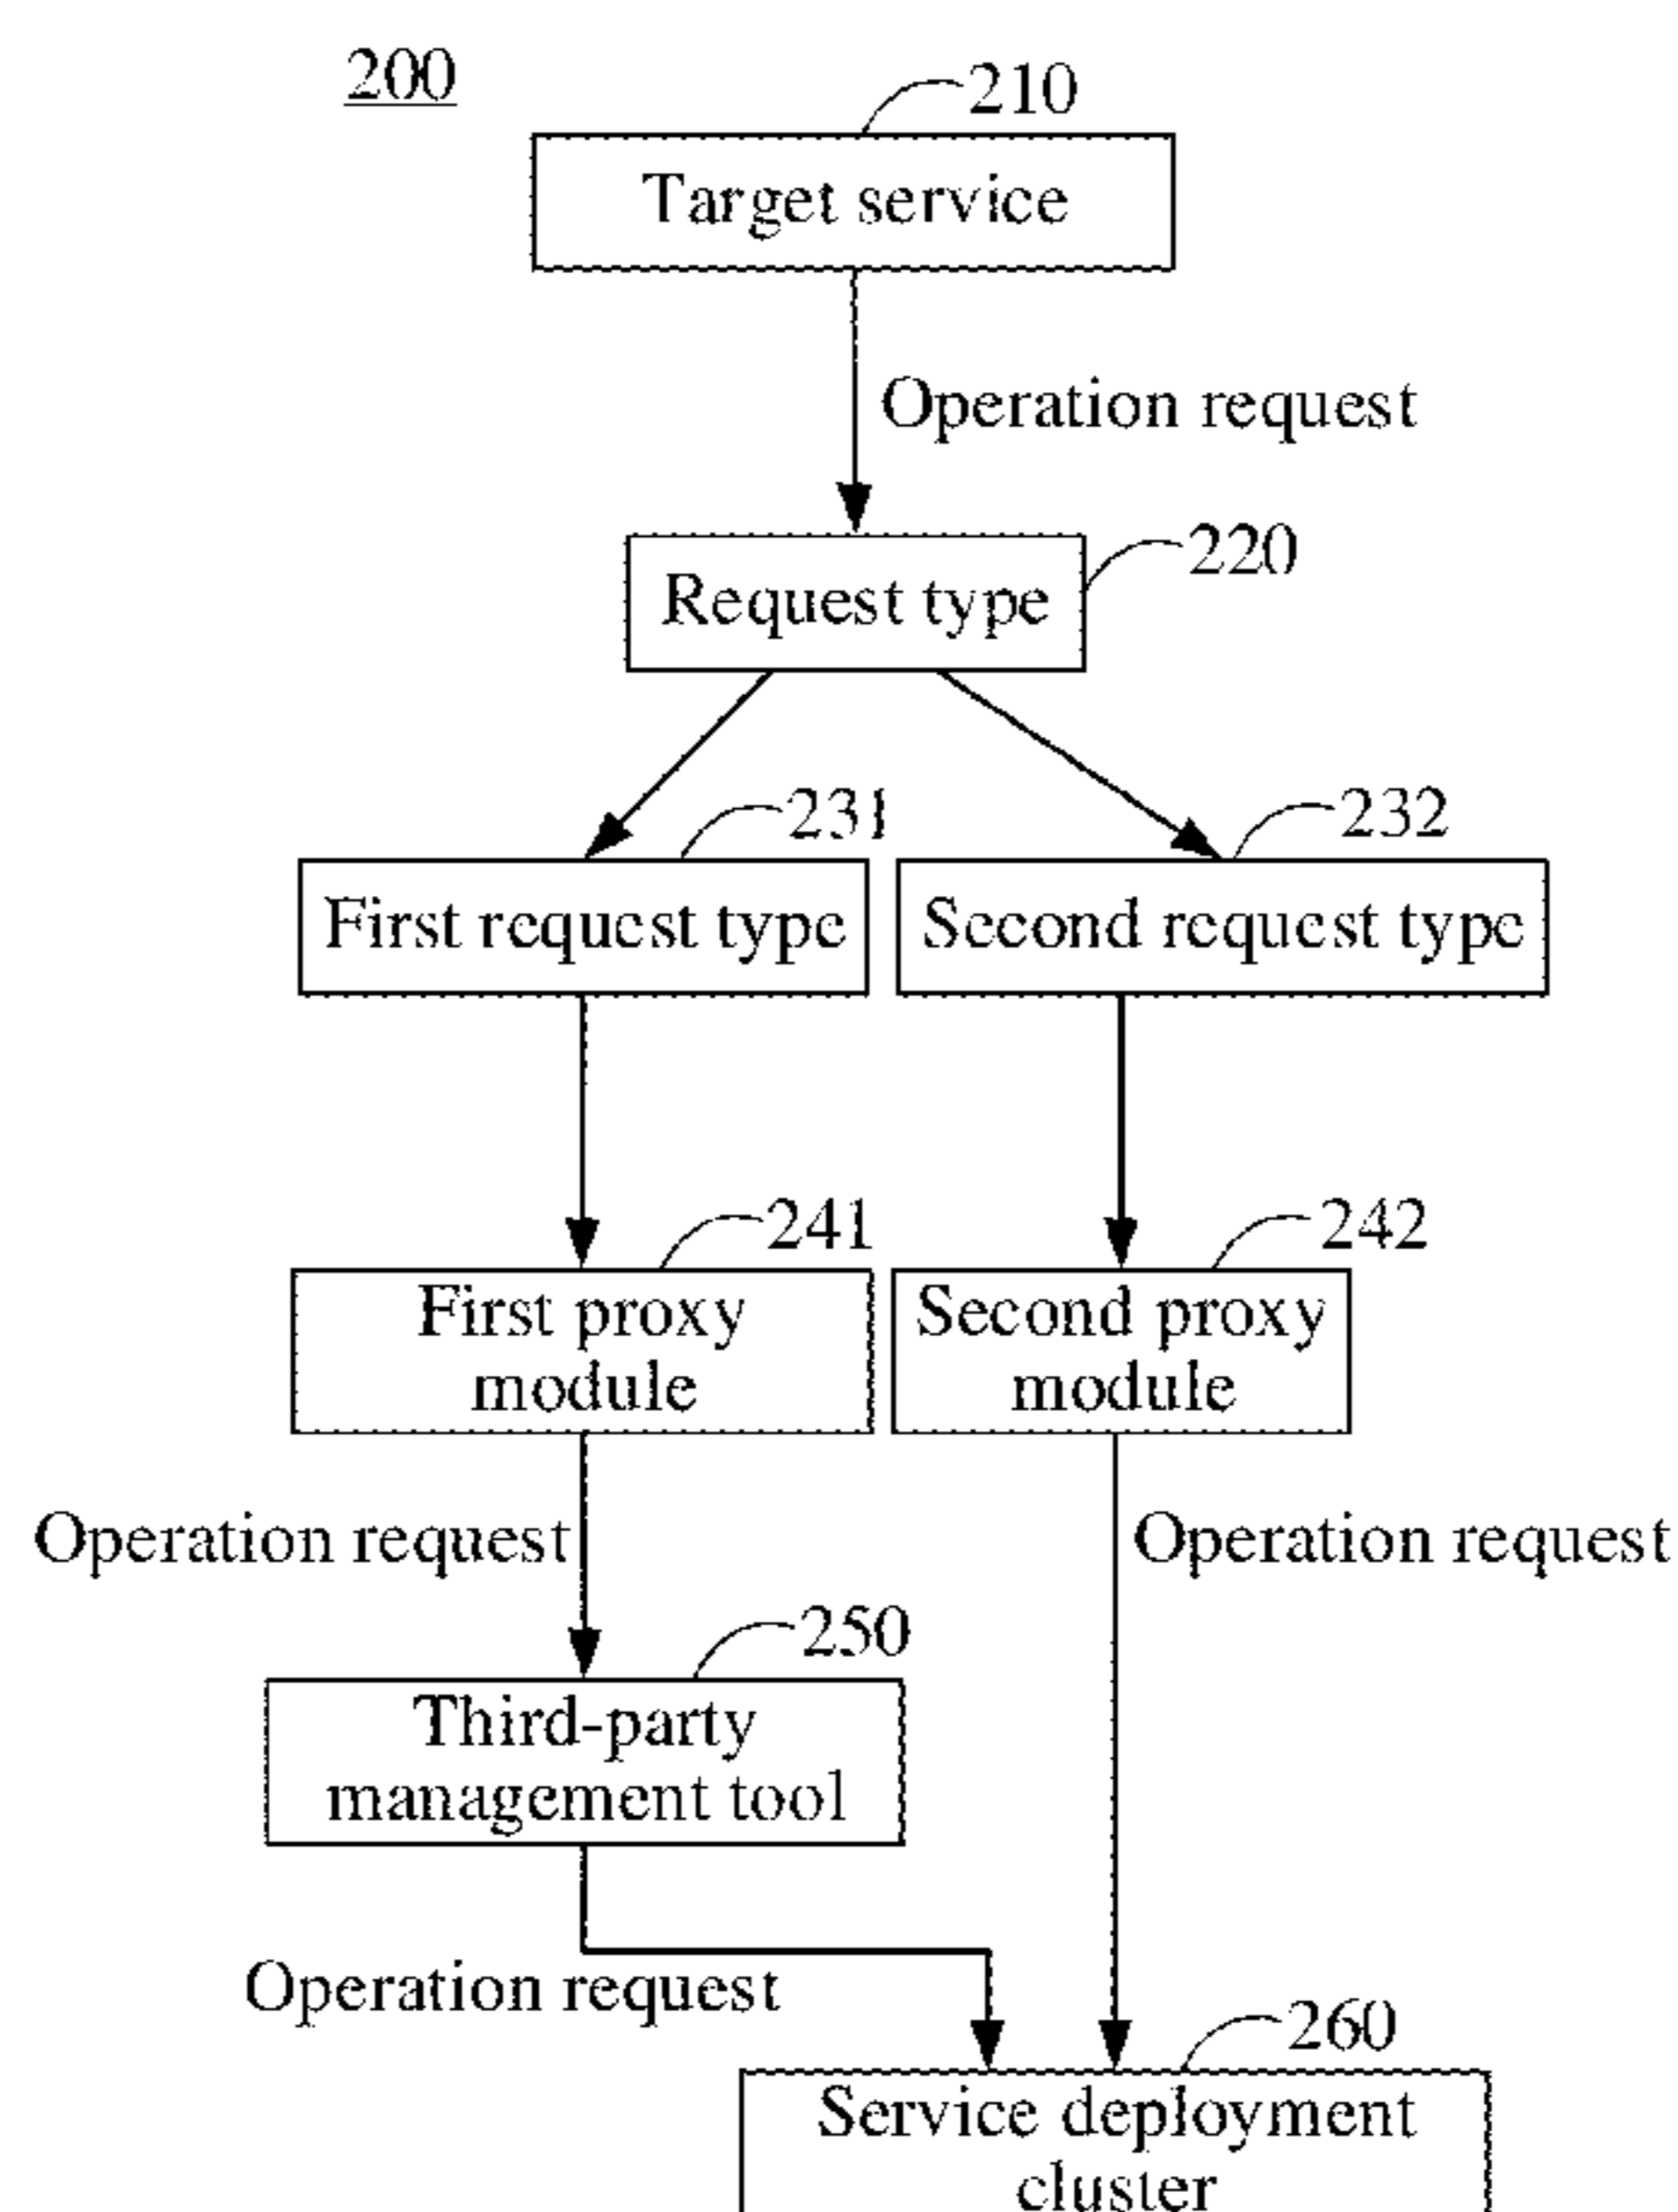 200
210
Target service
Operation request
220
Request type
231
232
First request type
Second request type
241
242
First proxy
module
Second proxy
module
Operation request
Operation request
250
Third-party
management tool
Operation request
260
Service deployment
cluster